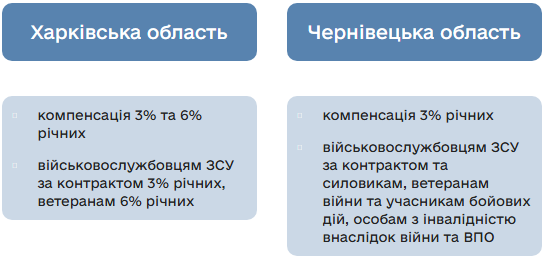 Харківська область
компенсація 3% та 6%
річних
військовослужбовцям ЗСУ
за контрактом 3% річних,
ветеранам 6% річних
Чернівецька область
компенсація 3% річних
військовослужбовцям ЗСУ
за контрактом та
силовикам, ветеранам
війни та учасникам бойових
дій, особам з інвалідністю
внаслідок війни та ВПО